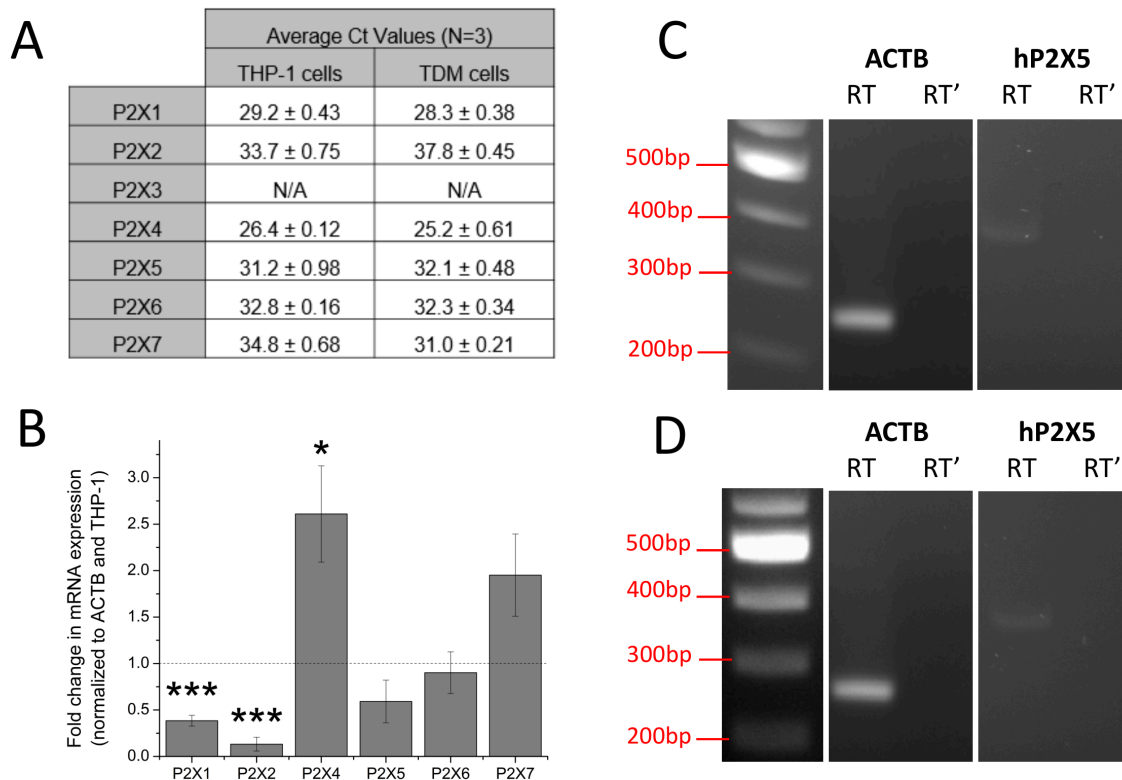 A
Average Ct Values (N=3)
THP-1 cells TDM cells
P2X1 29.2 ± 0.43 28.3 ± 0.38
P2X2 33.7 ± 0.75 37.8 ± 0.45
P2X3 N/A N/A
P2X4 26.4 ± 0.12 25.2 ± 0.61
P2X5 31.2 ± 0.98 32.1 ± 0.48
P2X6 32.8 ± 0.16 32.3 ± 0.34
P2X7 34.8 ± 0.68 31.0 ± 0.21
B
Fold change in mRNA expression
(normalized to ACTB and THP-1)
3.0
2.5
2.0
1.5
1.0
0.5
0.0
*
***
***
P2X1 P2X2 P2X4 P2X5 P2X6 P2X7
C
ACTB hP2X5
RT RT’ RT RT’
500bp
400bp
300bp
200bp
D
ACTB hP2X5
RT RT’ RT RT’
500bp
400bp
300bp
200bp